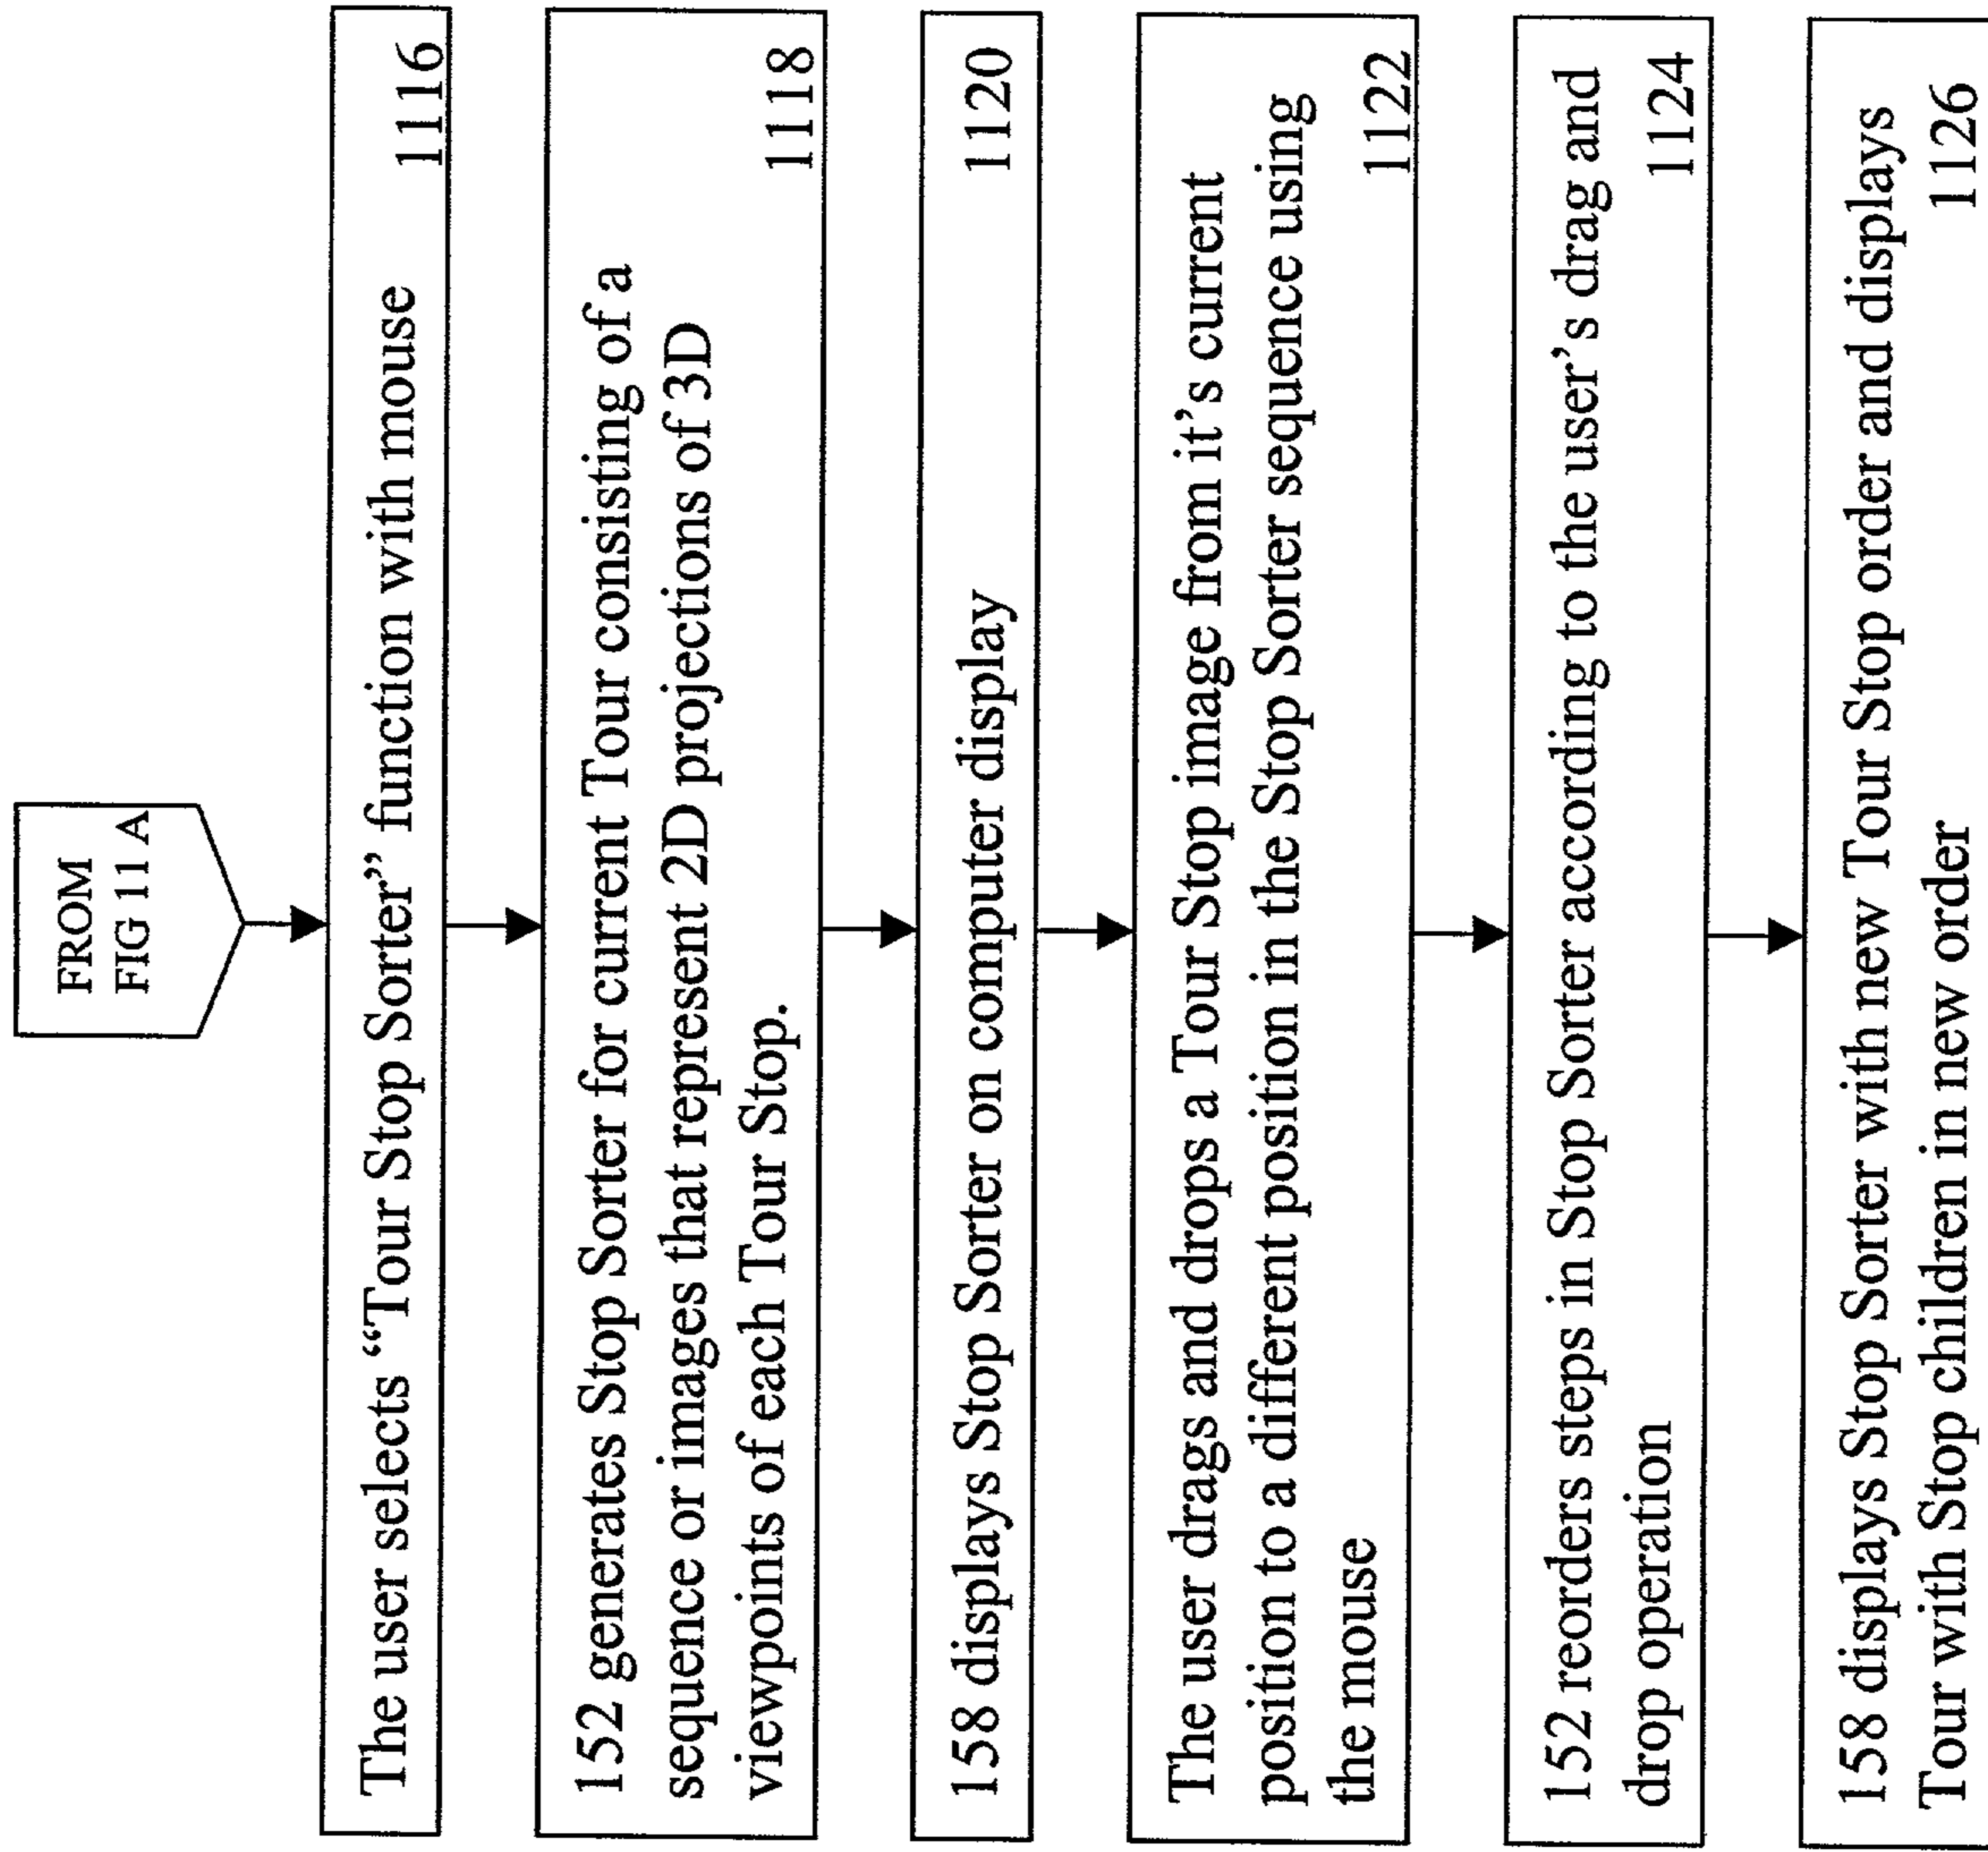 FROM
FIG 11 A
The user selects “Tour Stop Sorter” function with mouse
1116
152 generates Stop Sorter for current Tour consisting of a
sequence or images that represent 2D projections of 3D
viewpoints of each Tour Stop.
1118
158 displays Stop Sorter on computer display
1120
The user drags and drops a Tour Stop image from it’s current
position to a different position in the Stop Sorter sequence using
the mouse
1122
152 reorders steps in Stop Sorter according to the user’s drag and
drop operation
1124
158 displays Stop Sorter with new Tour Stop order and displays
Tour with Stop children in new order
1126